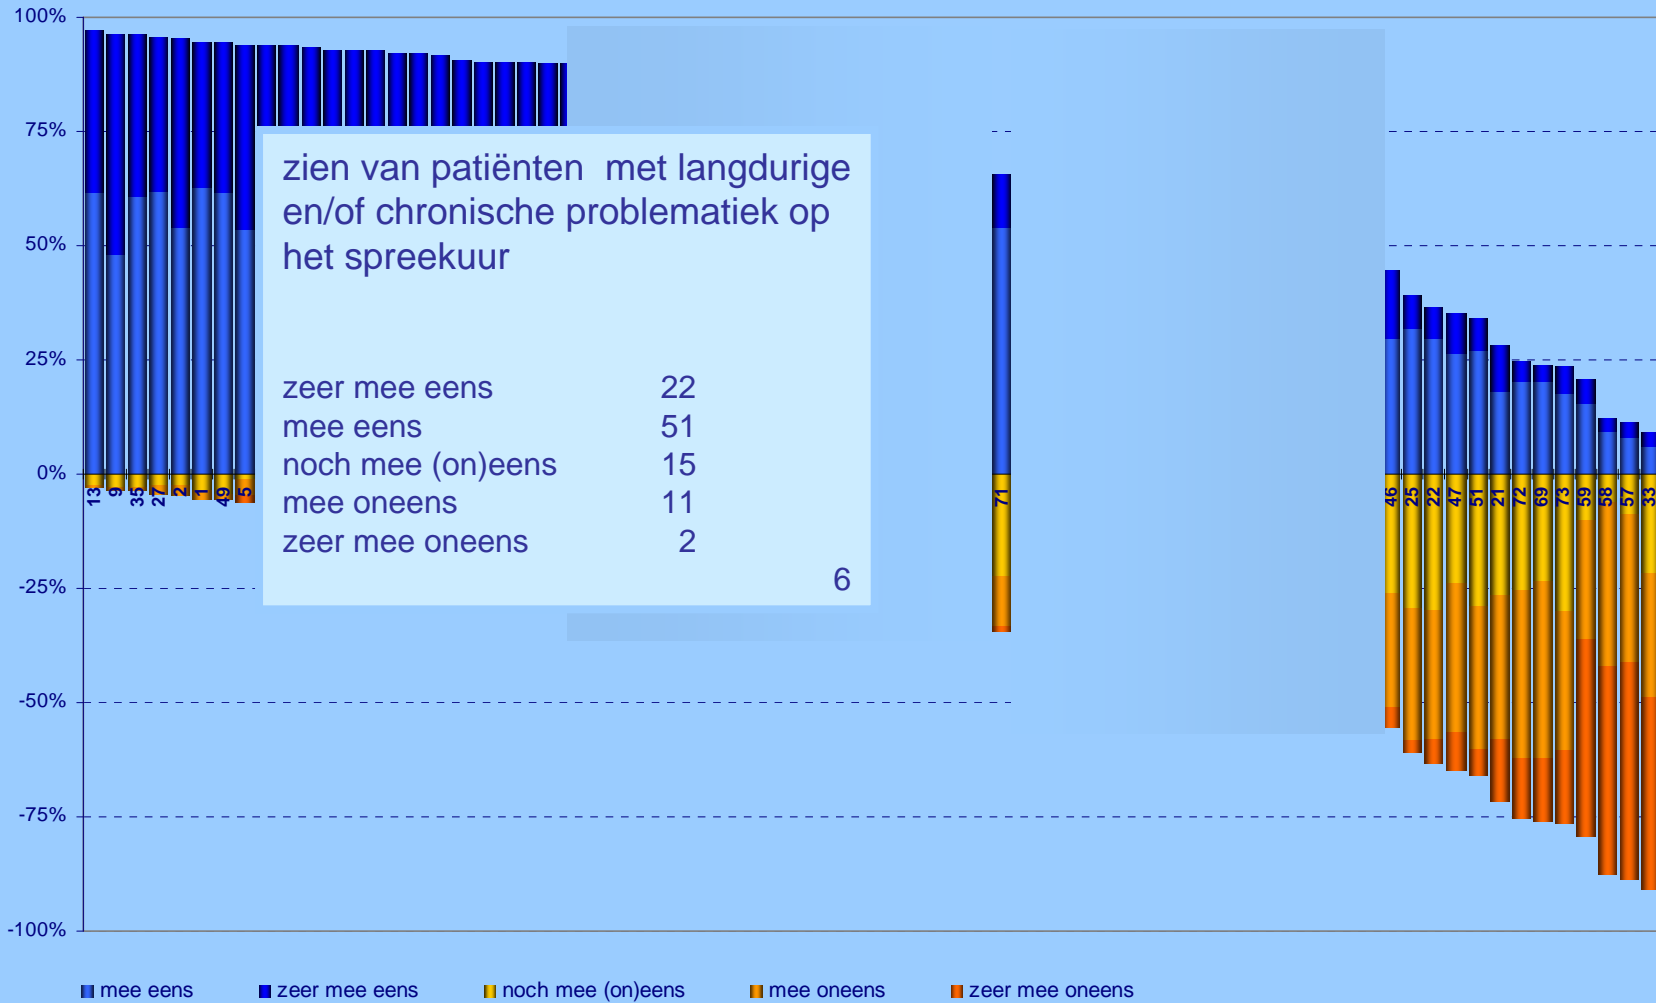 100%
75%
50%
25%
0%
-25%
-50%
-75%
-100%
zien van patiënten met langdurige
en/of chronische problematiek op
het spreekuur
zeer mee eens 22
mee eens 51
noch mee (on)eens 15
mee oneens 11
zeer mee oneens 2
6
13 9 35 27 2 1 49 5 71 46 25 22 47 51 21 72 69 73 59 58 57 33
mee eens zeer mee eens noch mee (on)eens mee oneens zeer mee oneens